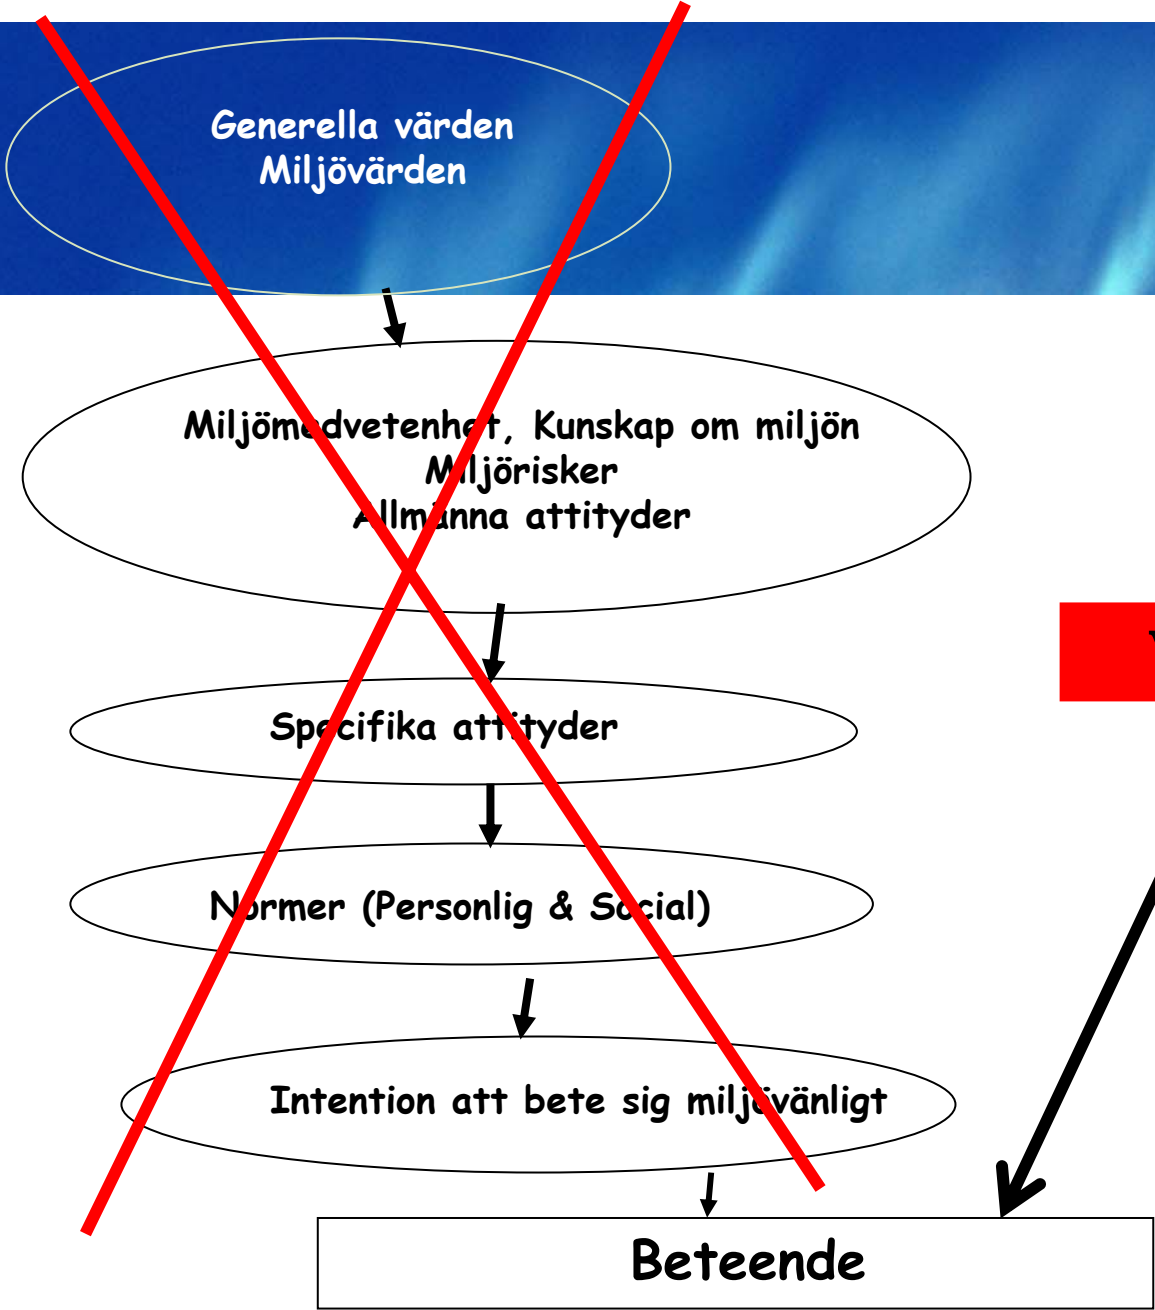 Generella värden
Miljövärden
Miljömedvetenhet, Kunskap om miljön
Miljörisker
Allmänna attityder
Specifika attityder
Normer (Personlig & Social)
Intention att bete sig miljövänligt
Beteende